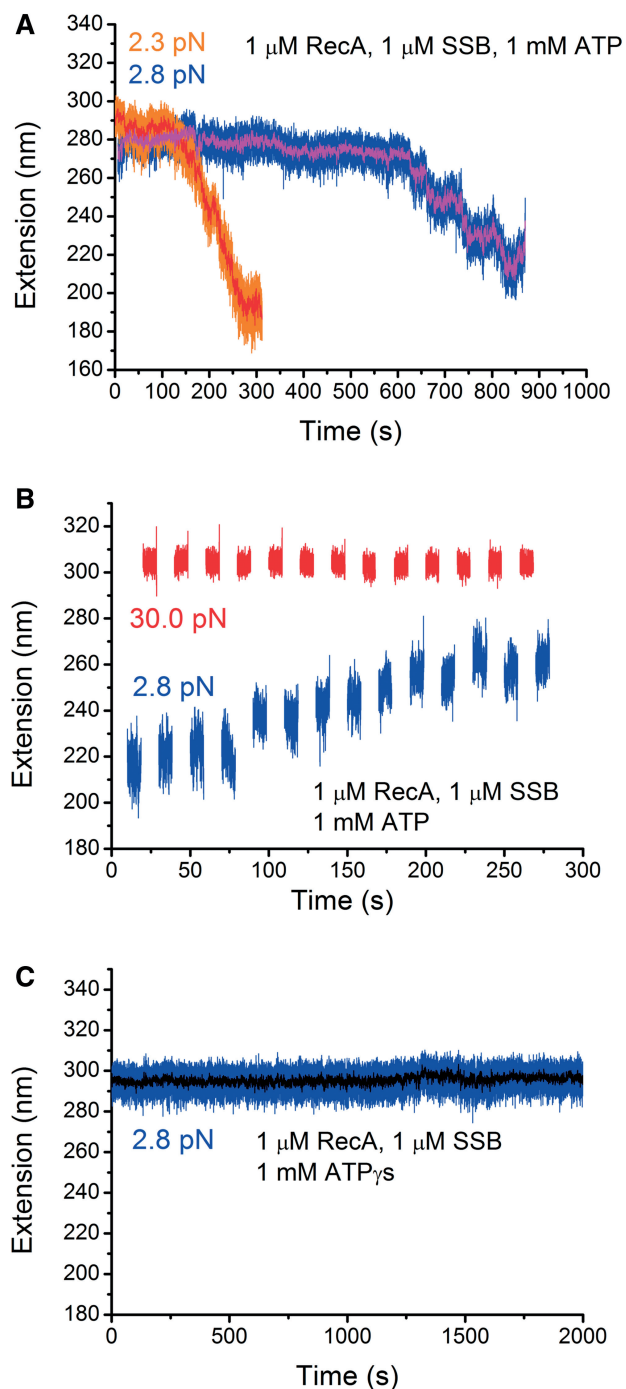 A
2.3 pN
2.8 pN
1 μM RecA, 1 μM SSB, 1 mM ATP
Extension (nm)
340
320
300
280
260
240
220
200
180
160
0 100 200 300 400 500 600 700 800 900 1000
Time (s)
B
30.0 pN
2.8 pN
1 μM RecA, 1 μM SSB
1 mM ATP
Extension (nm)
320
300
280
260
240
220
200
180
0 50 100 150 200 250 300
Time (s)
C
2.8 pN
1 μM RecA, 1 μM SSB
1 mM ATPγs
Extension (nm)
340
320
300
280
260
240
220
200
180
0 500 1000 1500 2000
Time (s)